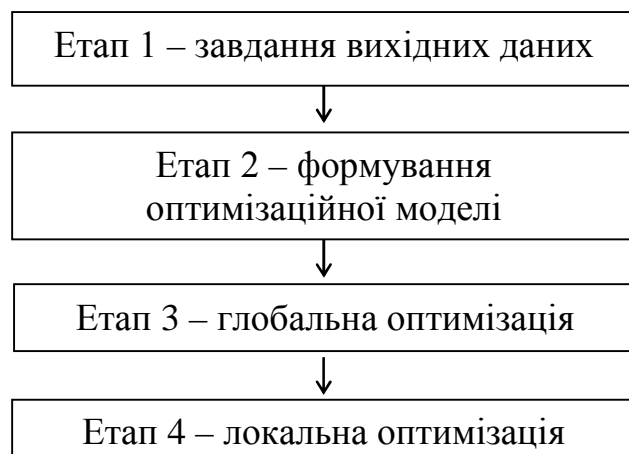 Етап 1 – завдання вихідних даних
Етап 2 – формування
оптимізаційної моделі
Етап 3 – глобальна оптимізація
Етап 4 – локальна оптимізація